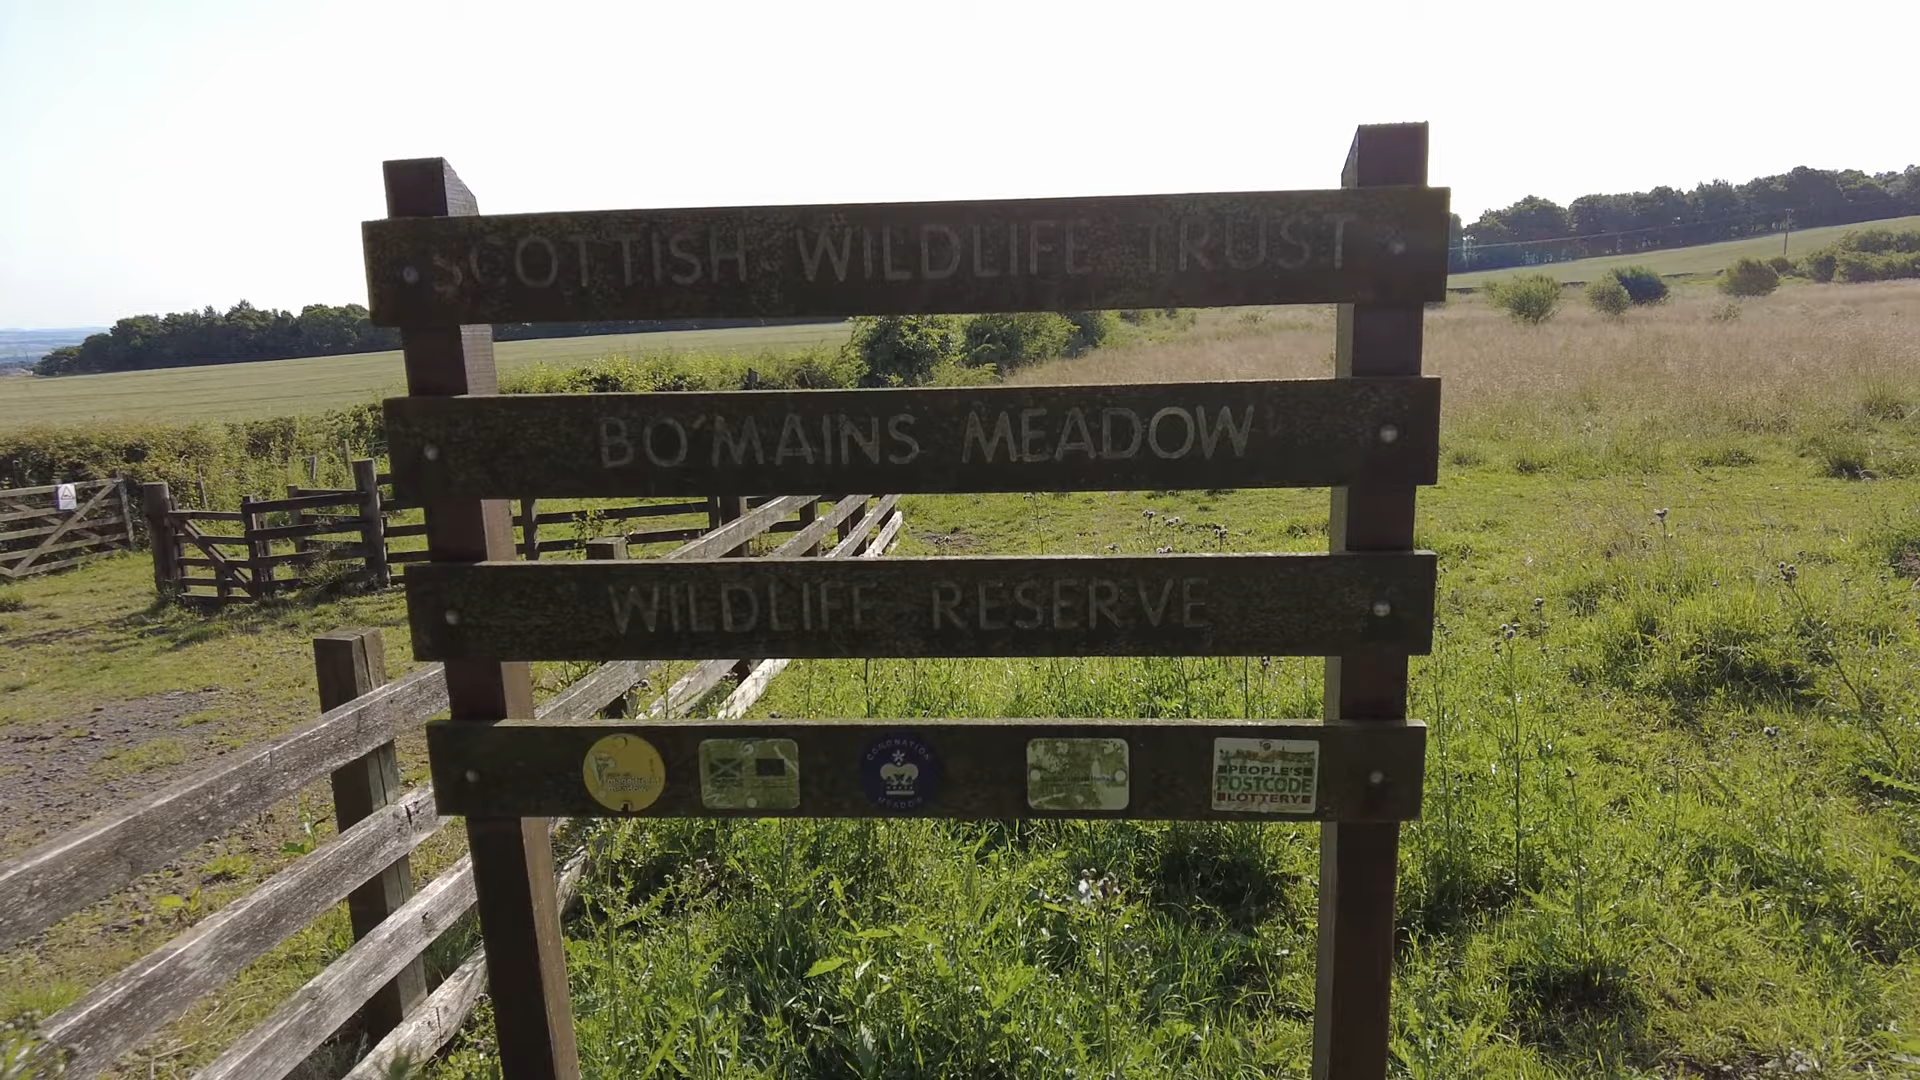 SCOTTISH WILDLIFE TRUST
BO'MAINS MEADOW
WILDLIFE RESERVE
CORONATION
MEADOW
PEOPLE'S
POSTCODE
LOTTERY